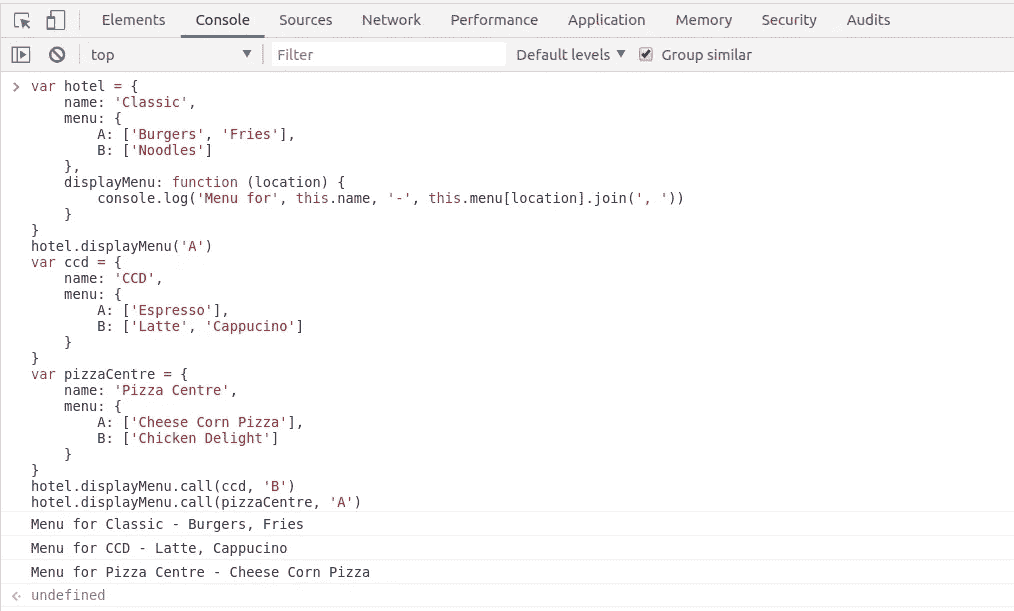 Elements Console Sources Network Performance Application Memory Security Audits
top Filter Default levels Group similar
var hotel = {
    name: 'Classic',
    menu: {
        A: ['Burgers', 'Fries'],
        B: ['Noodles']
    },
    displayMenu: function (location) {
        console.log('Menu for', this.name, '-', this.menu[location].join(', '))
    }
}
hotel.displayMenu('A')
var ccd = {
    name: 'CCD',
    menu: {
        A: ['Espresso'],
        B: ['Latte', 'Cappucino']
    }
}
var pizzaCentre = {
    name: 'Pizza Centre',
    menu: {
        A: ['Cheese Corn Pizza'],
        B: ['Chicken Delight']
    }
}
hotel.displayMenu.call(ccd, 'B')
hotel.displayMenu.call(pizzaCentre, 'A')
Menu for Classic - Burgers, Fries
Menu for CCD - Latte, Cappucino
Menu for Pizza Centre - Cheese Corn Pizza
undefined